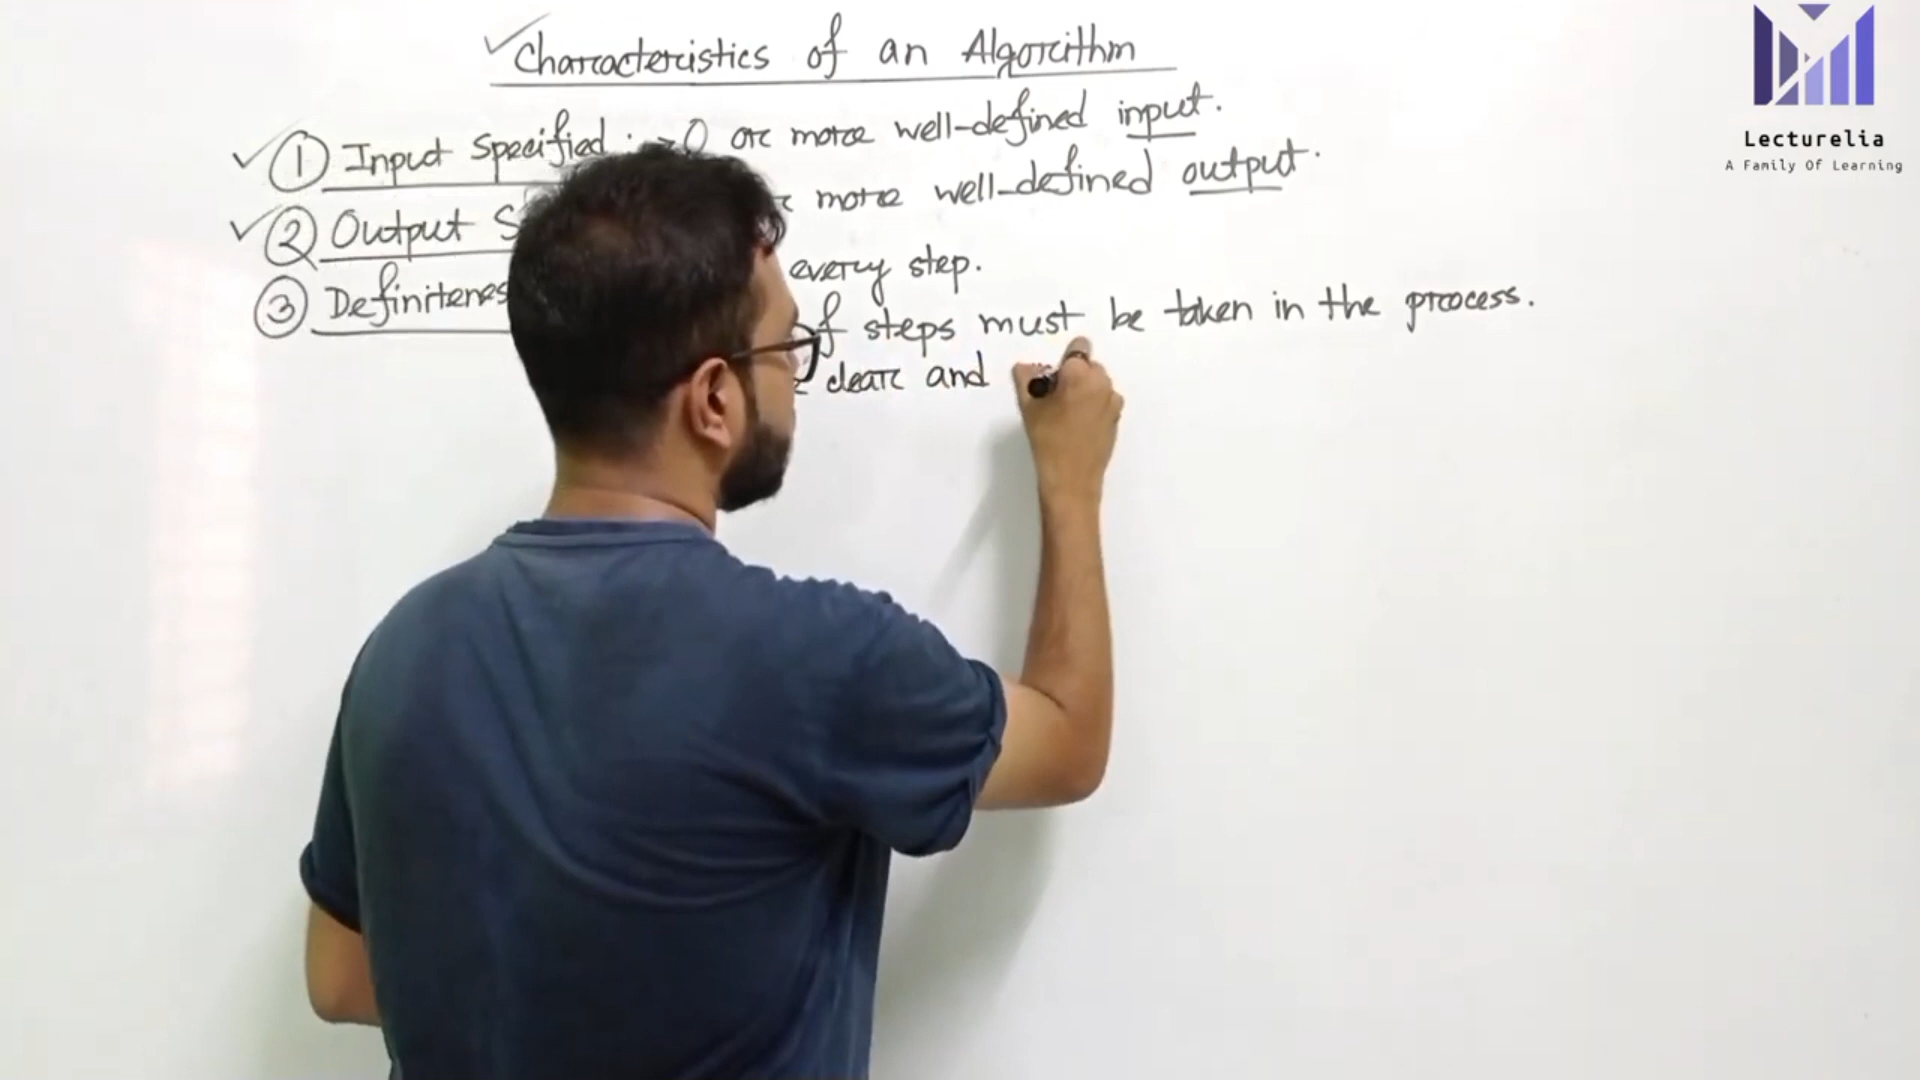 Characteristics of an Algorithm
① Input Specified : → 0 or more well-defined input.
② Output more well-defined output.
③ every step.
steps must be taken in the process.
clear and
Lecturelia
A Family Of Learning